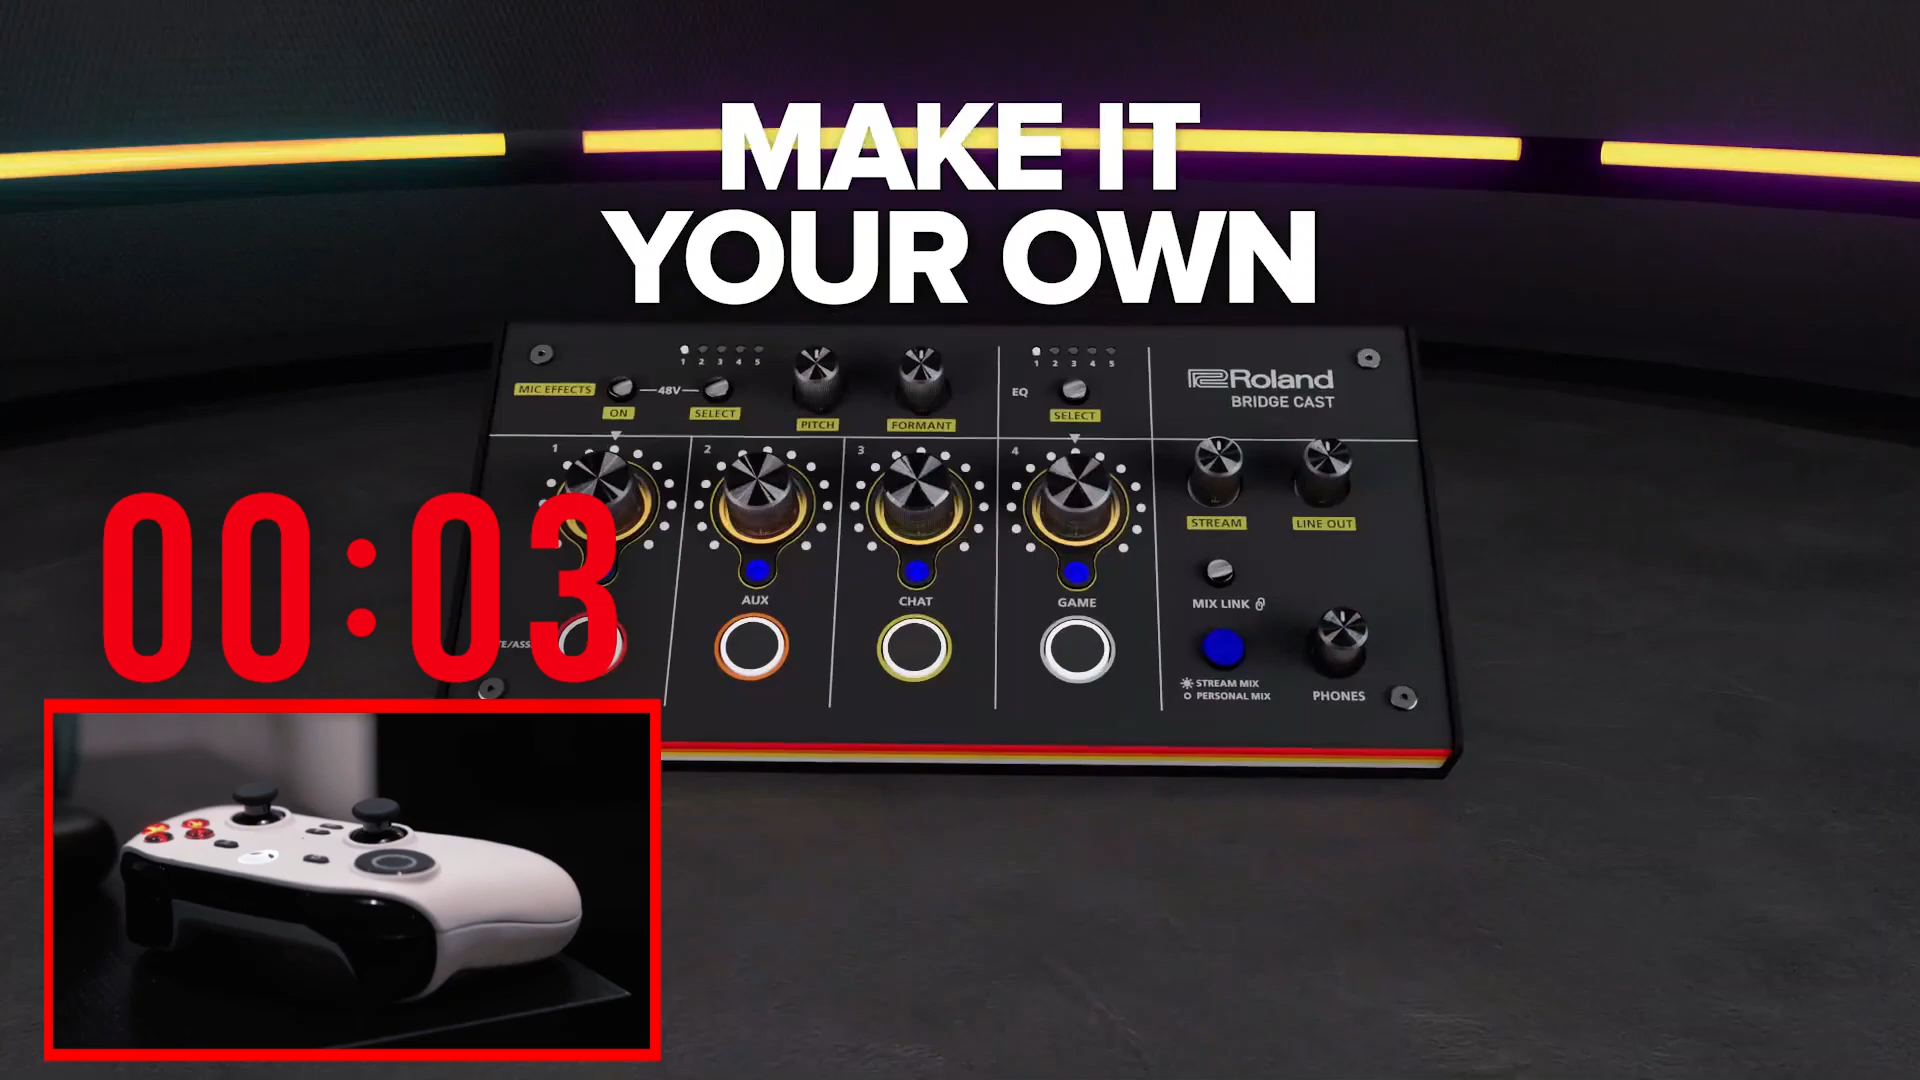 MAKE IT
YOUR OWN
1 2 3 4 5
1 2 3 4 5
MIC EFFECTS
48V
ON
SELECT
PITCH
FORMANT
EQ
SELECT
Roland
BRIDGE CAST
1
2
3
4
STREAM
LINE OUT
00:03
AUX
CHAT
GAME
MIX LINK
STREAM MIX
PERSONAL MIX
PHONES